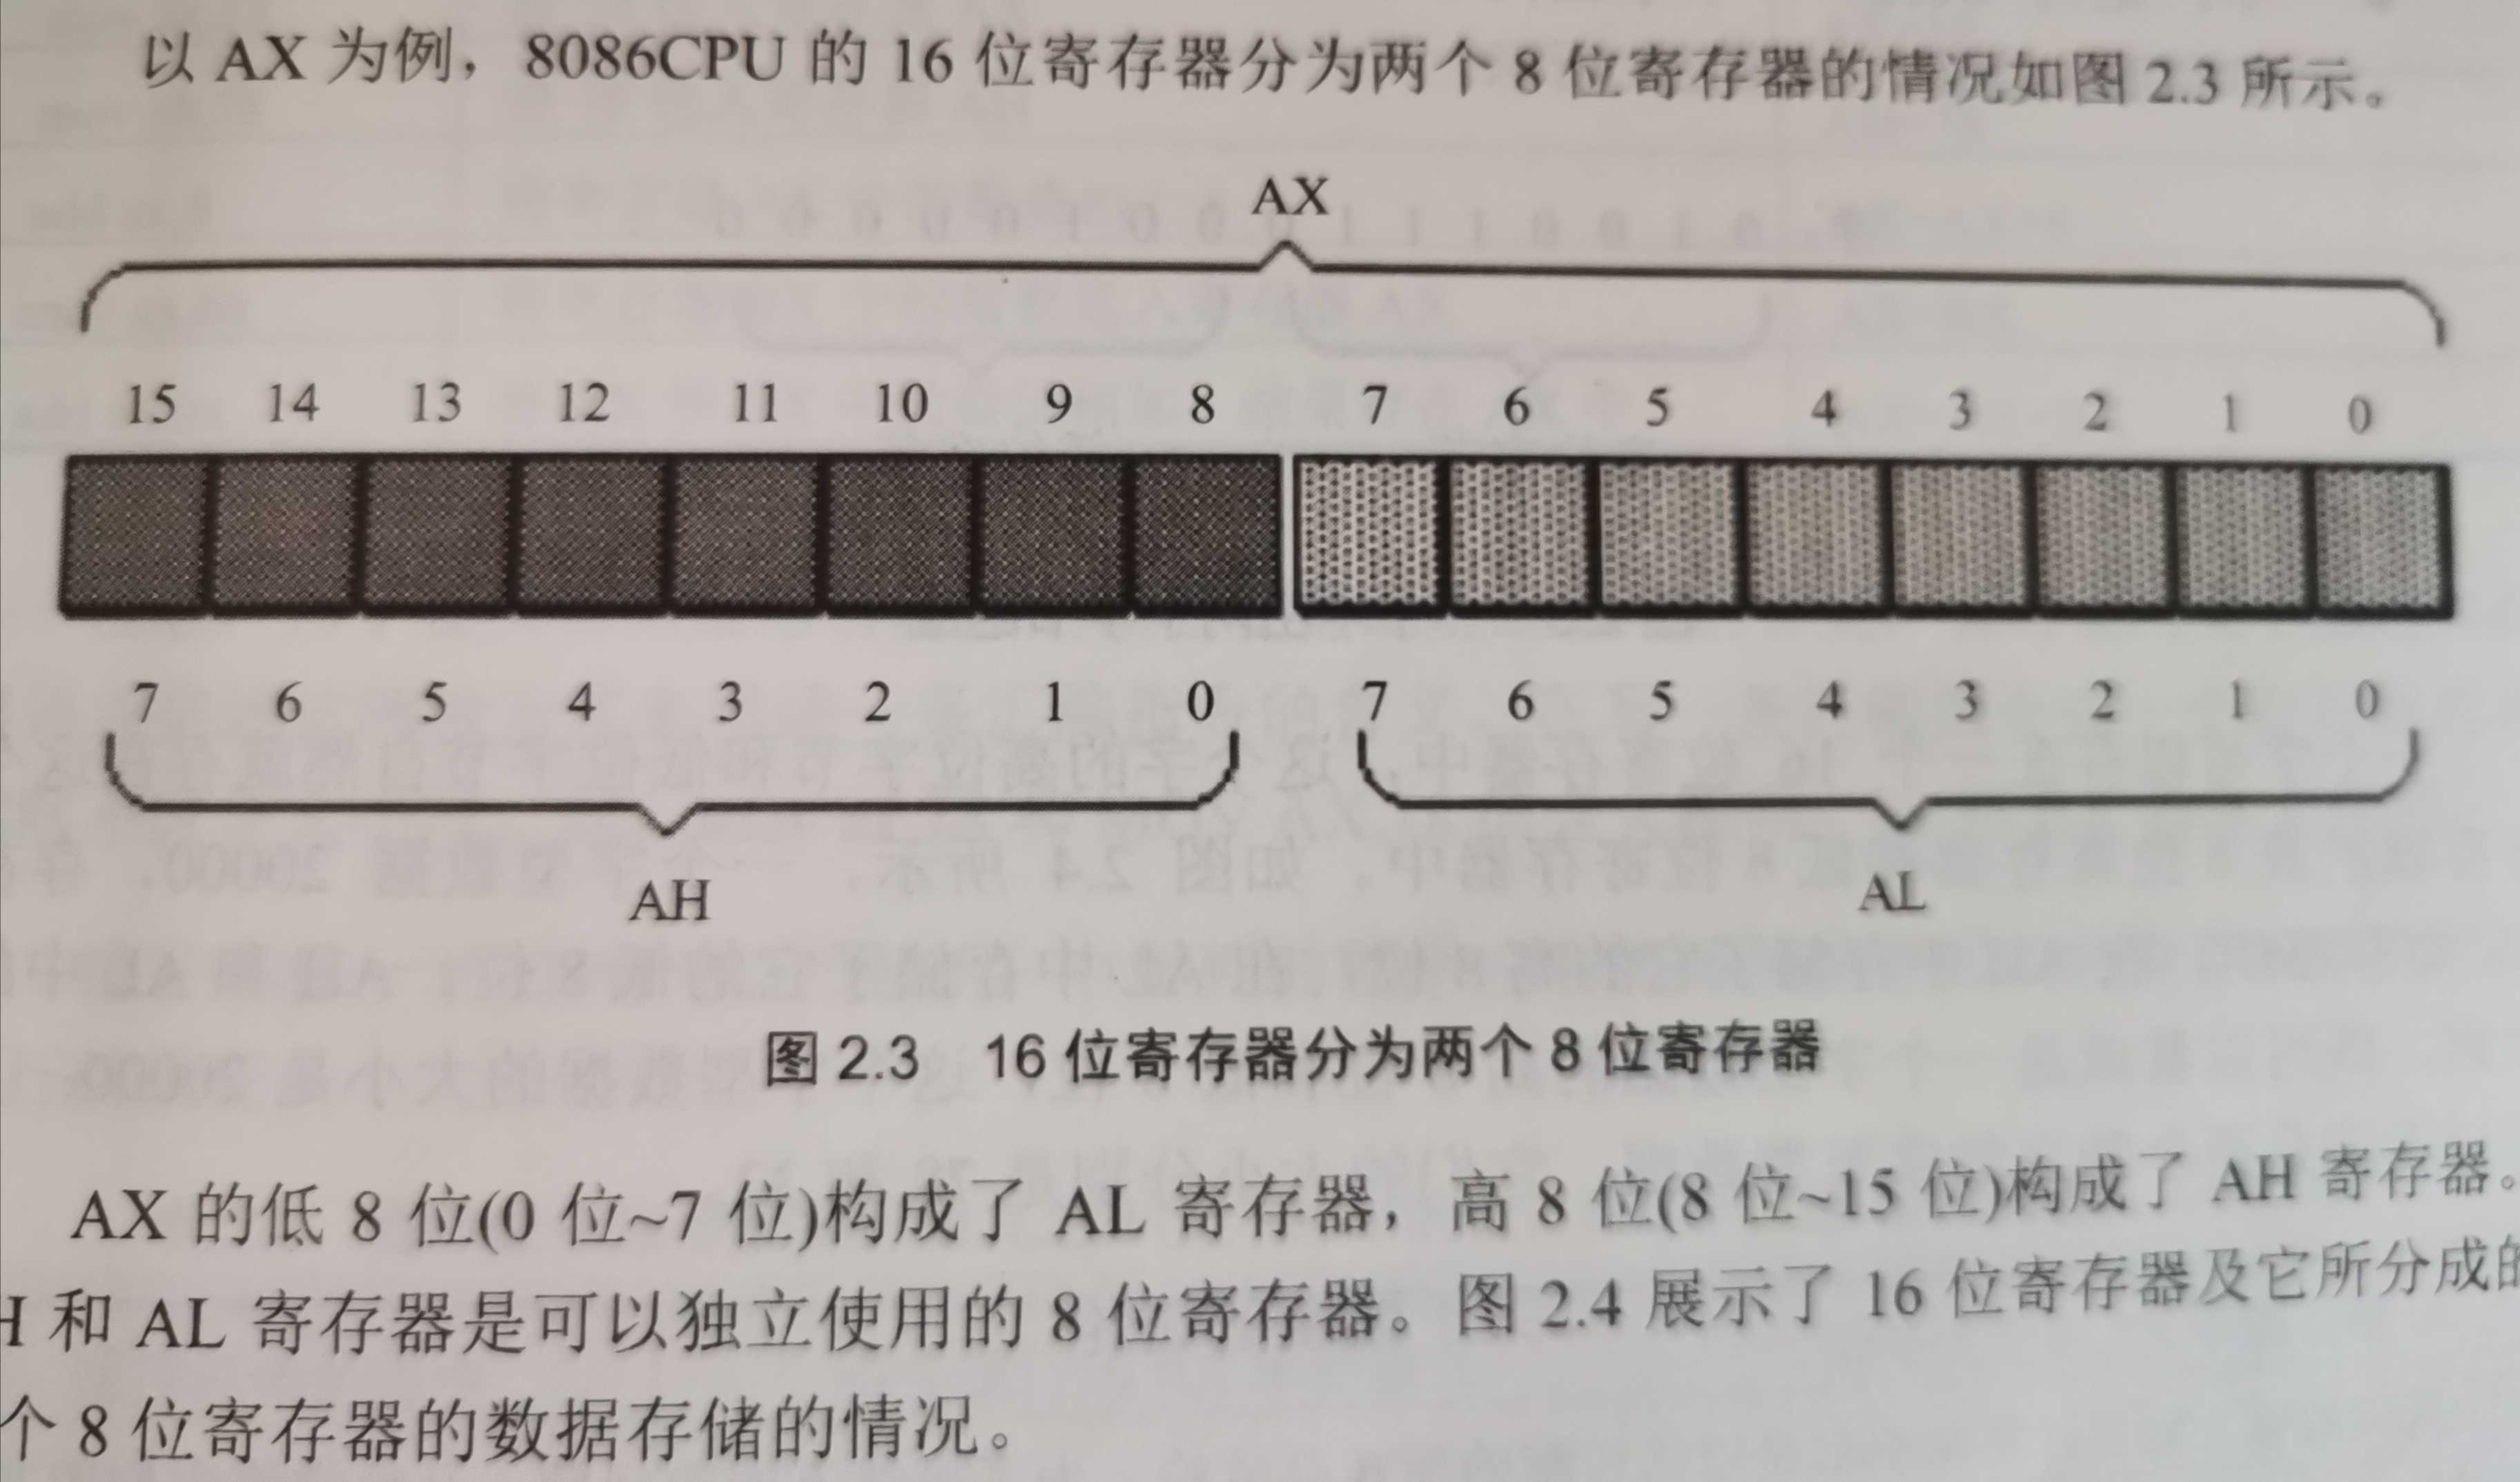 以 AX 为例，8086CPU 的 16 位寄存器分为两个 8 位寄存器的情况如图 2.3 所示。
AX
15 14 13 12 11 10 9 8 7 6 5 4 3 2 1 0
7 6 5 4 3 2 1 0 7 6 5 4 3 2 1 0
AH AL
图 2.3 16 位寄存器分为两个 8 位寄存器
AX 的低 8 位(0 位~7 位)构成了 AL 寄存器，高 8 位(8 位~15 位)构成了 AH 寄存器。
H 和 AL 寄存器是可以独立使用的 8 位寄存器。图 2.4 展示了 16 位寄存器及它所分成的
个 8 位寄存器的数据存储的情况。